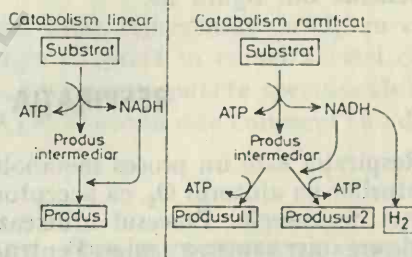 Catabolism linear
Substrat
ATP
NADH
Produs
intermediar
Produs
Catabolism ramificat
Substrat
ATP
NADH
Produs
intermediar
ATP
ATP
Produsul 1
Produsul 2
H₂